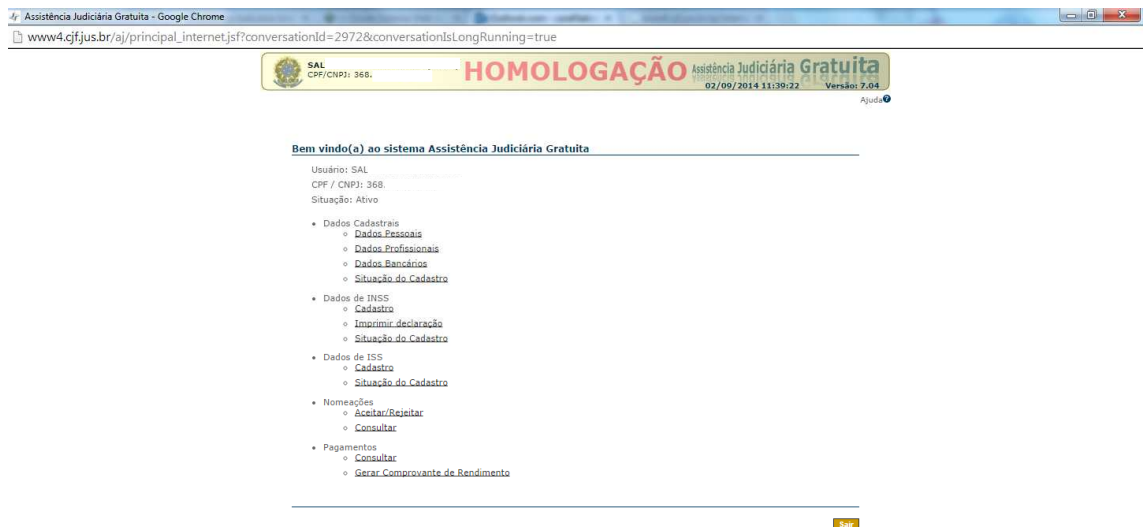 Assistência Judiciária Gratuita - Google Chrome
www4.cjf.jus.br/aj/principal_internet.jsf?conversationId=2972&conversationIsLongRunning=true
SAL
CPF/CNPJ: 368.
HOMOLOGAÇÃO
Assistência Judiciária Gratuita
02/09/2014 11:39:22 Versão: 7.04
Ajuda
Bem vindo(a) ao sistema Assistência Judiciária Gratuita
Usuário: SAL
CPF / CNPJ: 368.
Situação: Ativo
Dados Cadastrais
Dados Pessoais
Dados Profissionais
Dados Bancários
Situação do Cadastro
Dados de INSS
Cadastro
Imprimir declaração
Situação do Cadastro
Dados de ISS
Cadastro
Situação do Cadastro
Nomeações
Aceitar/Rejeitar
Consultar
Pagamentos
Consultar
Gerar Comprovante de Rendimento
Sair